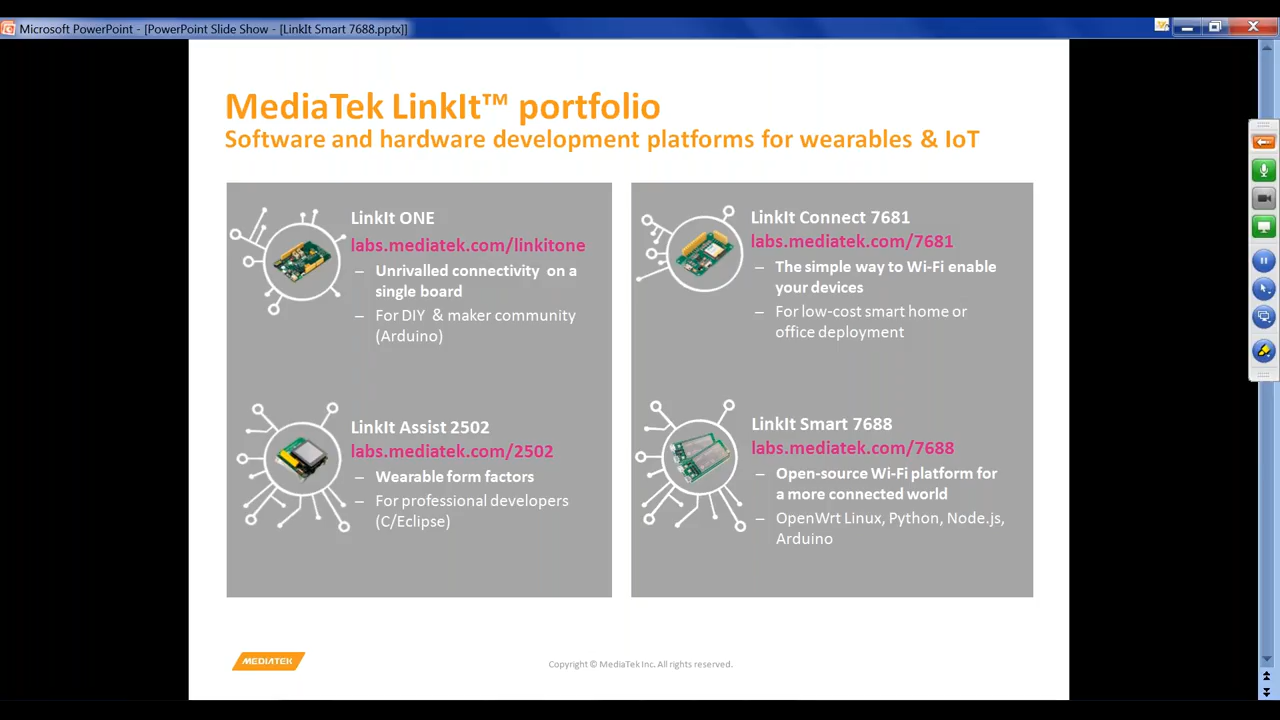 Microsoft PowerPoint - [PowerPoint Slide Show - [LinkIt Smart 7688.pptx]]
MediaTek LinkIt™ portfolio
Software and hardware development platforms for wearables & IoT
LinkIt ONE
labs.mediatek.com/linkitone
– Unrivalled connectivity on a
single board
– For DIY & maker community
(Arduino)
LinkIt Assist 2502
labs.mediatek.com/2502
– Wearable form factors
– For professional developers
(C/Eclipse)
LinkIt Connect 7681
labs.mediatek.com/7681
– The simple way to Wi-Fi enable
your devices
– For low-cost smart home or
office deployment
LinkIt Smart 7688
labs.mediatek.com/7688
– Open-source Wi-Fi platform for
a more connected world
– OpenWrt Linux, Python, Node.js,
Arduino
MEDIATEK
Copyright © MediaTek Inc. All rights reserved.